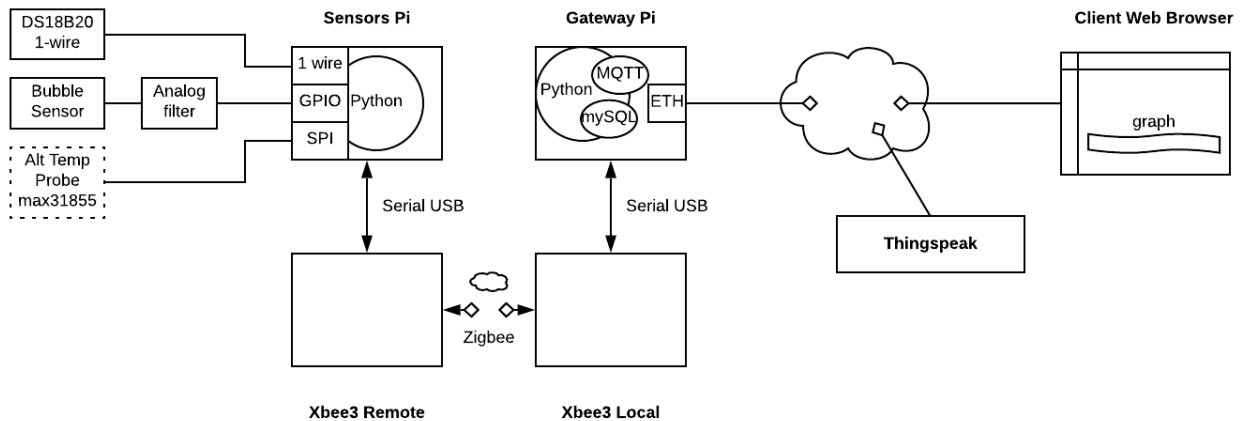 Sensors Pi
Gateway Pi
Client Web Browser
DS18B20
1-wire
1 wire
MQTT
Bubble
Sensor
Analog
filter
GPIO
Python
Python
ETH
mySQL
graph
SPI
Alt Temp
Probe
max31855
Serial USB
Serial USB
Thingspeak
Zigbee
Xbee3 Remote
Xbee3 Local